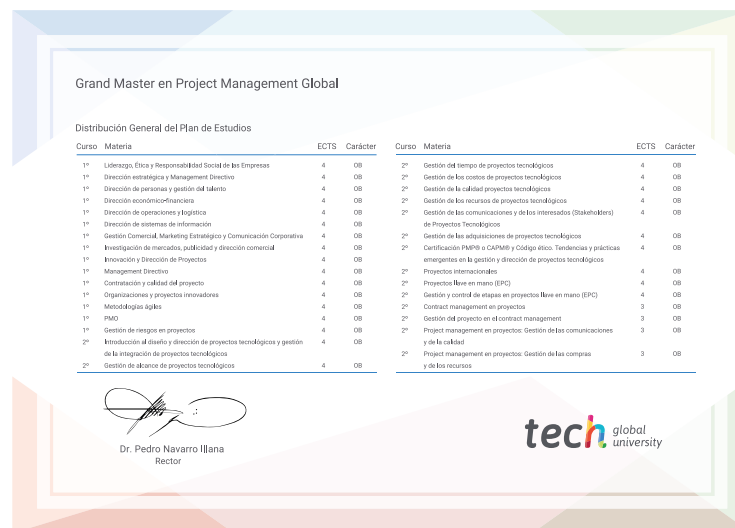 Grand Master en Project Management Global
Distribución General del Plan de Estudios
Curso Materia ECTS Carácter
1º Liderazgo, Ética y Responsabilidad Social de las Empresas 4 OB
1º Dirección estratégica y Management Directivo 4 OB
1º Dirección de personas y gestión del talento 4 OB
1º Dirección económico-financiera 4 OB
1º Dirección de operaciones y logística 4 OB
1º Dirección de sistemas de información 4 OB
1º Gestión Comercial, Marketing Estratégico y Comunicación Corporativa 4 OB
1º Investigación de mercados, publicidad y dirección comercial 4 OB
1º Innovación y Dirección de Proyectos 4 OB
1º Management Directivo 4 OB
1º Contratación y calidad del proyecto 4 OB
1º Organizaciones y proyectos innovadores 4 OB
1º Metodologías ágiles 4 OB
1º PMO 4 OB
1º Gestión de riesgos en proyectos 4 OB
2º Introducción al diseño y dirección de proyectos tecnológicos y gestión 4 OB
de la integración de proyectos tecnológicos
2º Gestión de alcance de proyectos tecnológicos 4 OB
Curso Materia ECTS Carácter
2º Gestión del tiempo de proyectos tecnológicos 4 OB
2º Gestión de los costos de proyectos tecnológicos 4 OB
2º Gestión de la calidad proyectos tecnológicos 4 OB
2º Gestión de los recursos de proyectos tecnológicos 4 OB
2º Gestión de las comunicaciones y de los interesados (Stakeholders) 4 OB
de Proyectos Tecnológicos
2º Gestión de las adquisiciones de proyectos tecnológicos 4 OB
2º Certificación PMP® o CAPM® y Código ético. Tendencias y prácticas 4 OB
emergentes en la gestión y dirección de proyectos tecnológicos
2º Proyectos internacionales 4 OB
2º Proyectos llave en mano (EPC) 4 OB
2º Gestión y control de etapas en proyectos llave en mano (EPC) 4 OB
2º Contract management en proyectos 3 OB
2º Gestión del proyecto en el contract management 3 OB
2º Project management en proyectos: Gestión de las comunicaciones 3 OB
y de la calidad
2º Project management en proyectos: Gestión de las compras 3 OB
y de los recursos
Dr. Pedro Navarro Illana
Rector
tech global
university